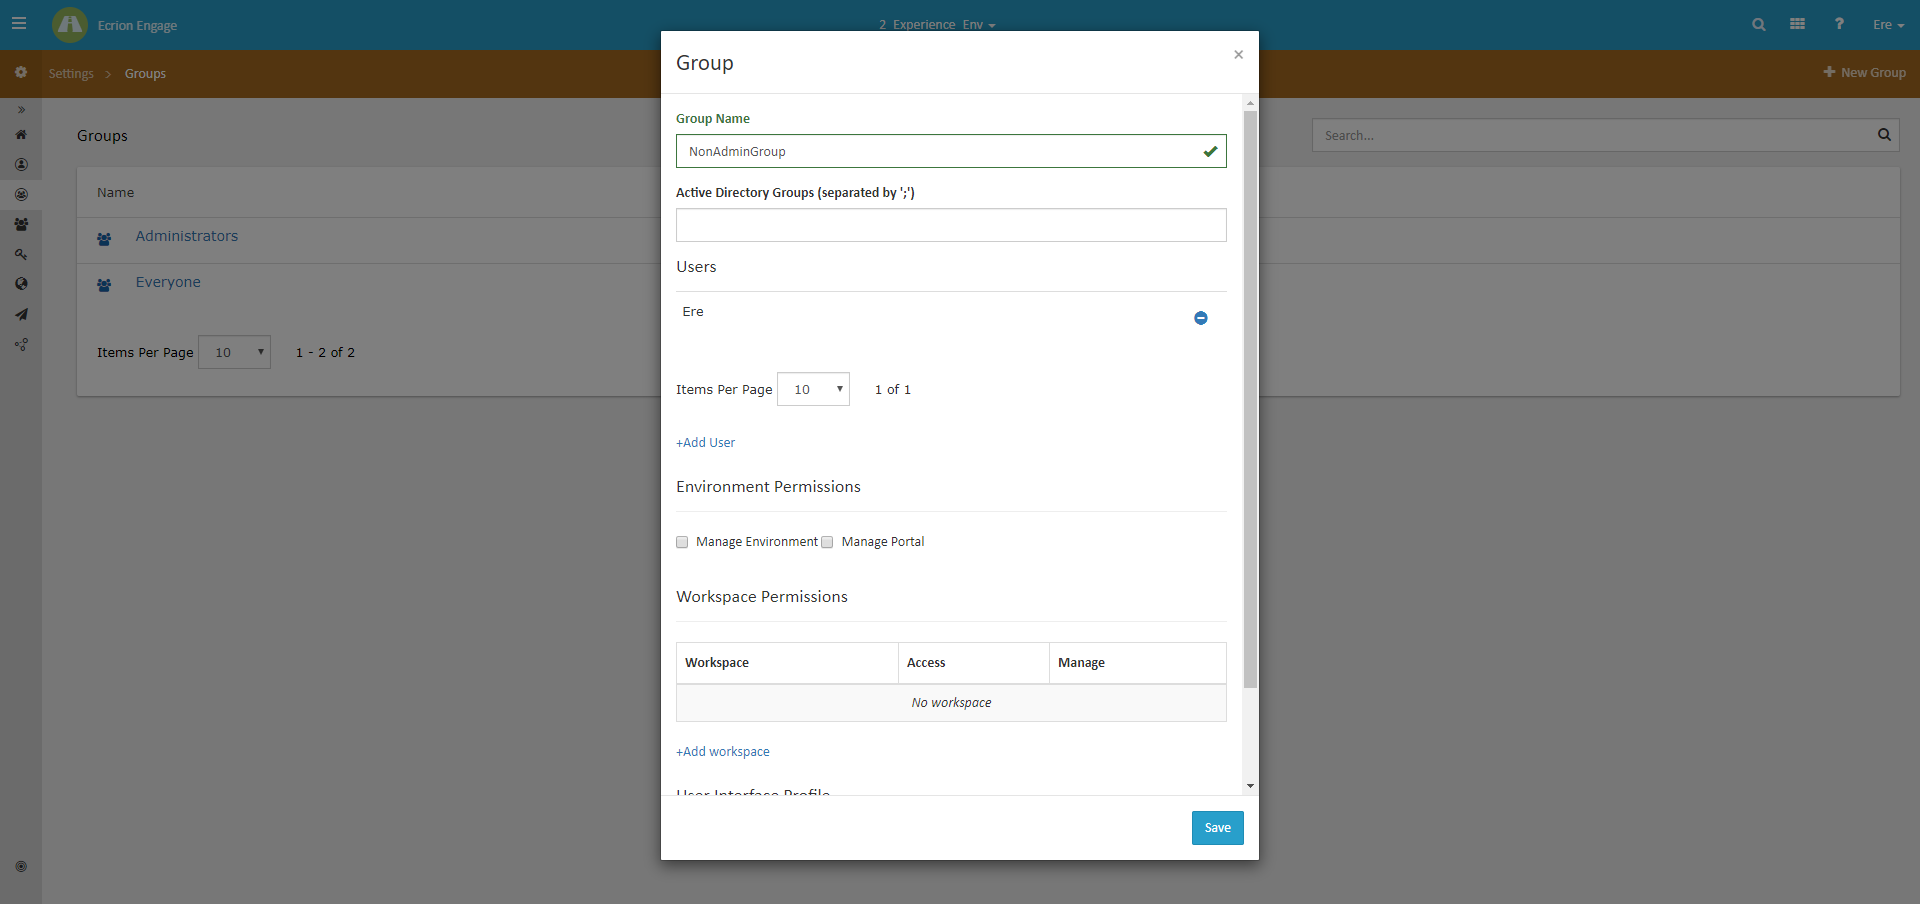 Ecrion Engage
2_Experience_Env
?
Ere
Settings > Groups
+ New Group
Groups
Search...
Name
Administrators
Everyone
Items Per Page 10 1 - 2 of 2
Group
×
Group Name
NonAdminGroup
Active Directory Groups (separated by ';')
Users
Ere
Items Per Page 10 1 of 1
+Add User
Environment Permissions
Manage Environment Manage Portal
Workspace Permissions
Workspace Access Manage
No workspace
+Add workspace
User Interface Profile
Save